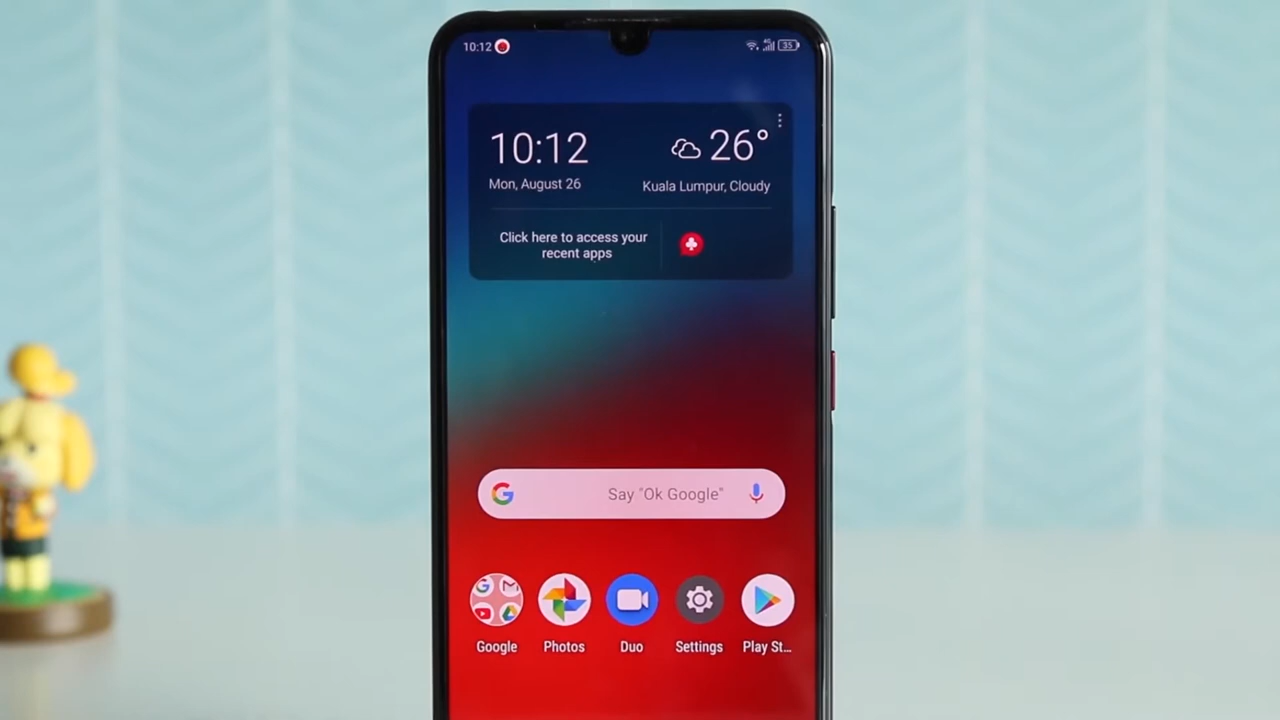 10:12
4G
35
10:12
26°
Mon, August 26
Kuala Lumpur, Cloudy
Click here to access your
recent apps
Say "Ok Google"
Google
Photos
Duo
Settings
Play St...